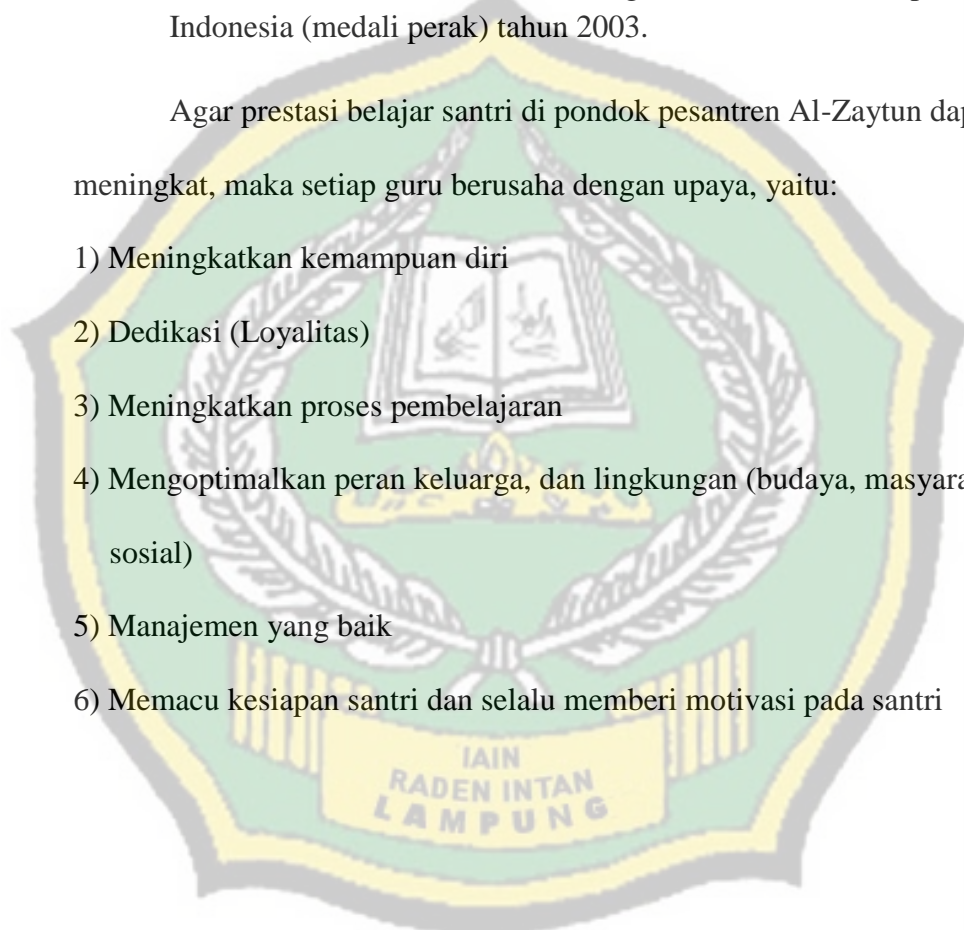 Indonesia (medali perak) tahun 2003.
Agar prestasi belajar santri di pondok pesantren Al-Zaytun
meningkat, maka setiap guru berusaha dengan upaya, yaitu:
1) Meningkatkan kemampuan diri
2) Dedikasi (Loyalitas)
3) Meningkatkan proses pembelajaran
4) Mengoptimalkan peran keluarga, dan lingkungan (budaya,
sosial)
5) Manajemen yang baik
6) Memacu kesiapan santri dan selalu memberi motivasi pada santri
IAIN
RADEN INTAN
LAMPUNG